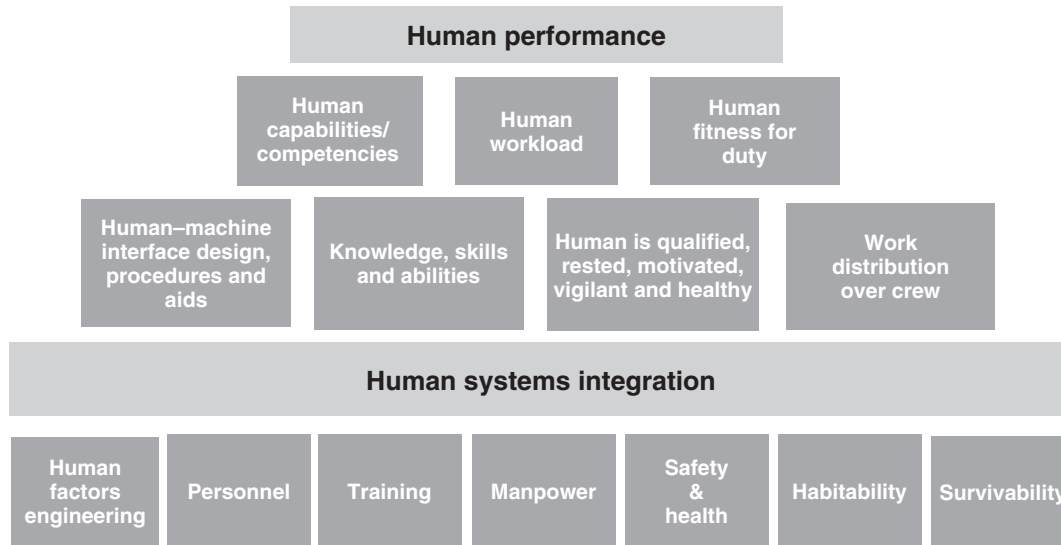 Human performance
Human
capabilities/
competencies
Human
workload
Human
fitness for
duty
Human–machine
interface design,
procedures and
aids
Knowledge, skills
and abilities
Human is qualified,
rested, motivated,
vigilant and healthy
Work
distribution
over crew
Human systems integration
Human
factors
engineering
Personnel
Training
Manpower
Safety
&
health
Habitability
Survivability